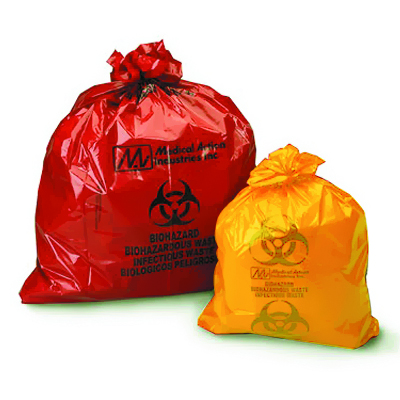 Medical Action
Industries Inc.
BIOHAZARD
BIOHAZARDOUS WASTE
INFECTIOUS WASTE
BIOLOGICOS PELIGROSO
Medical Action
Industries Inc.
BIOHAZARD
BIOHAZARDOUS WASTE
INFECTIOUS WASTE